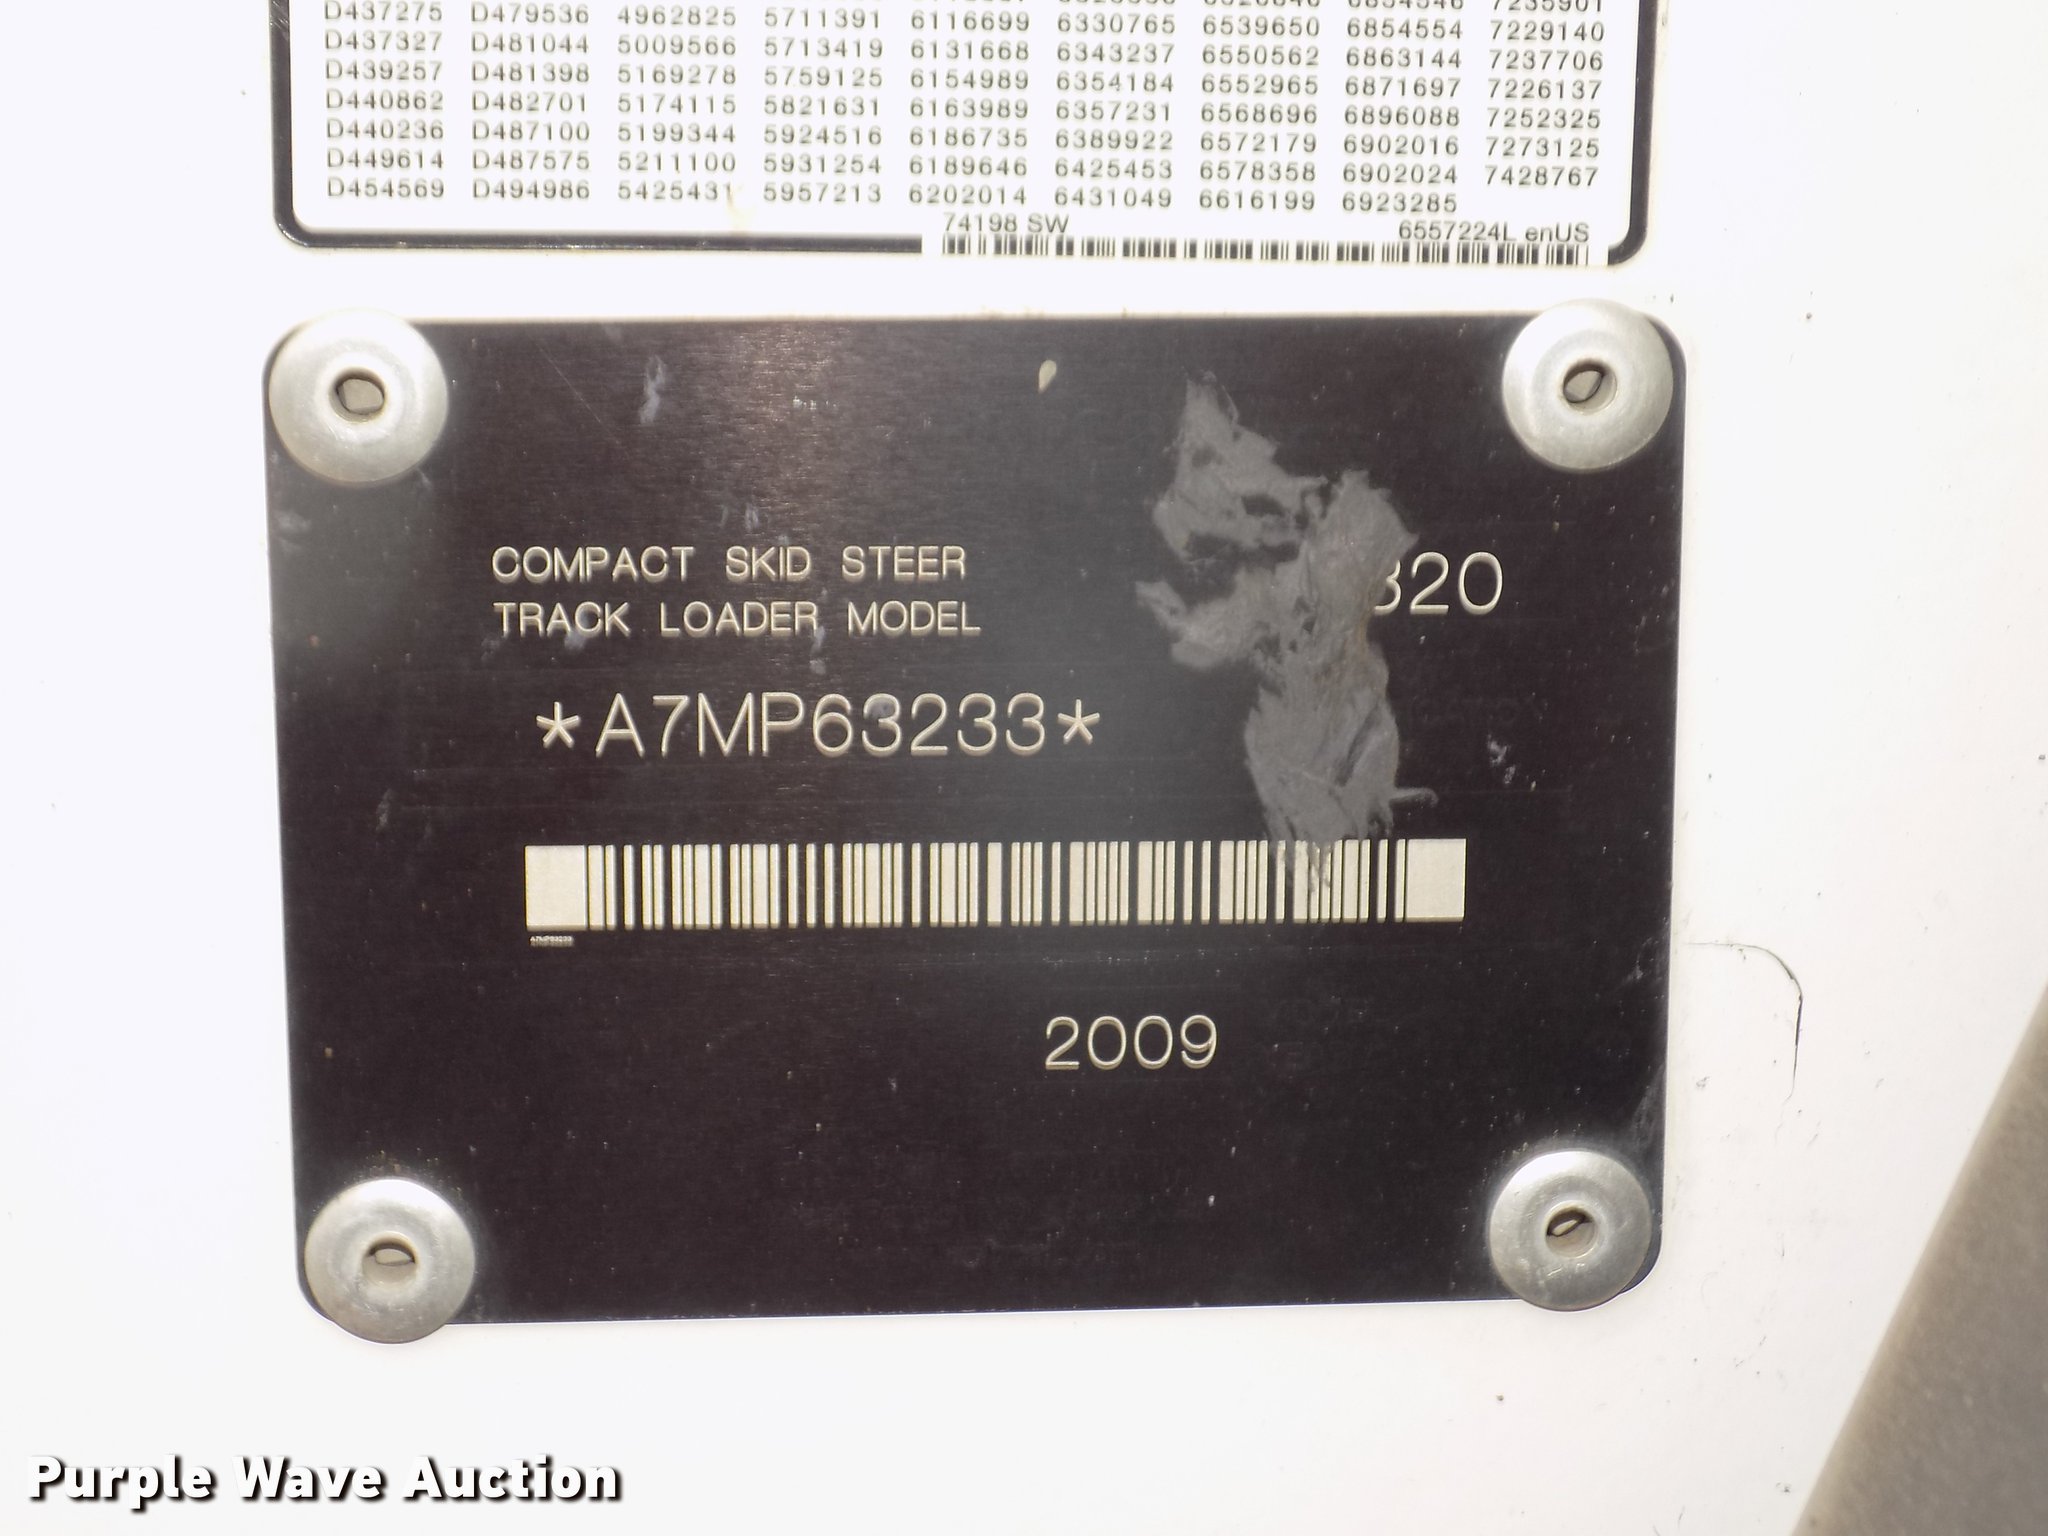 D437275 D479536 4962825 5711391 6116699 6330765 6539650 6854554 7229140
D437327 D481044 5009566 5713419 6131668 6343237 6550562 6863144 7237706
D439257 D481398 5169278 5759125 6154989 6354184 6552965 6871697 7226137
D440862 D482701 5174115 5821631 6163989 6357231 6568696 6896088 7252325
D440236 D487100 5199344 5924516 6186735 6389922 6572179 6902016 7273125
D449614 D487575 5211100 5931254 6189646 6425453 6578358 6902024 7428767
D454569 D494986 5425431 5957213 6202014 6431049 6616199 6923285
74198 SW 6557224L enUS
COMPACT SKID STEER
TRACK LOADER MODEL
*A7MP63233*
A7MP63233
2009
Purple Wave Auction